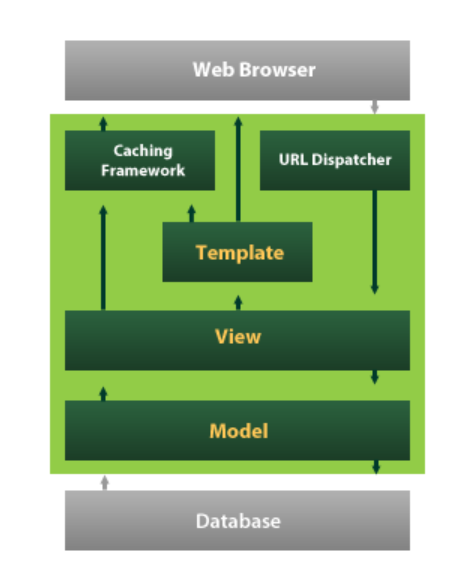 Web Browser
Caching
Framework
URL Dispatcher
Template
View
Model
Database